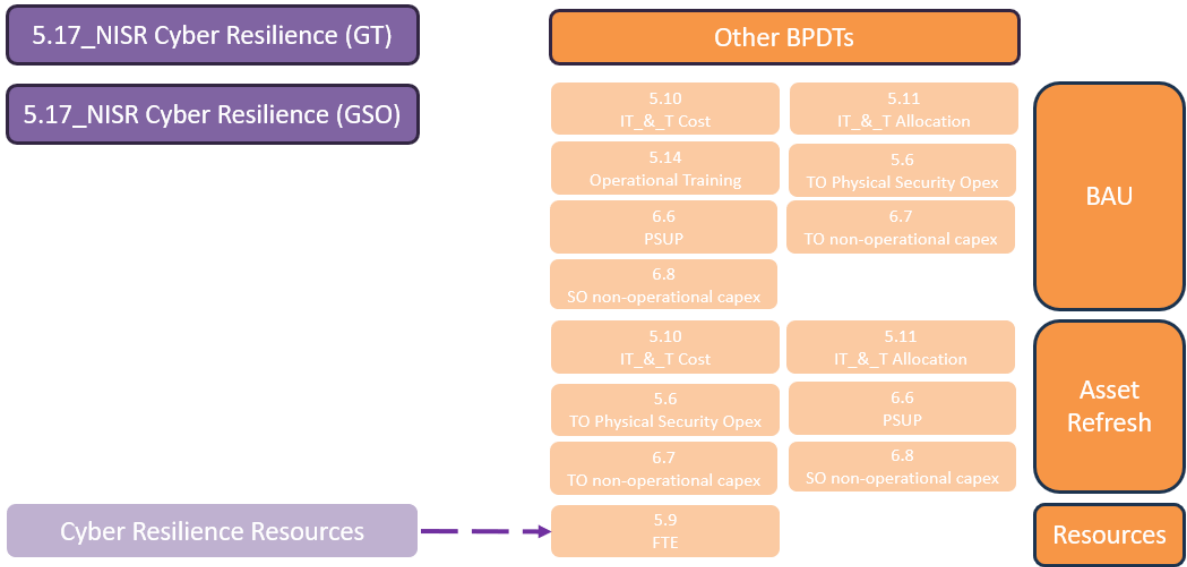 5.17_NISR Cyber Resilience (GT)
Other BPDTs
5.17_NISR Cyber Resilience (GSO)
5.10
IT_&_T Cost
5.11
IT_&_T Allocation
5.14
Operational Training
5.6
TO Physical Security Opex
6.6
PSUP
6.7
TO non-operational capex
6.8
SO non-operational capex
BAU
5.10
IT_&_T Cost
5.11
IT_&_T Allocation
5.6
TO Physical Security Opex
6.6
PSUP
6.7
TO non-operational capex
6.8
SO non-operational capex
Asset
Refresh
Cyber Resilience Resources
5.9
FTE
Resources